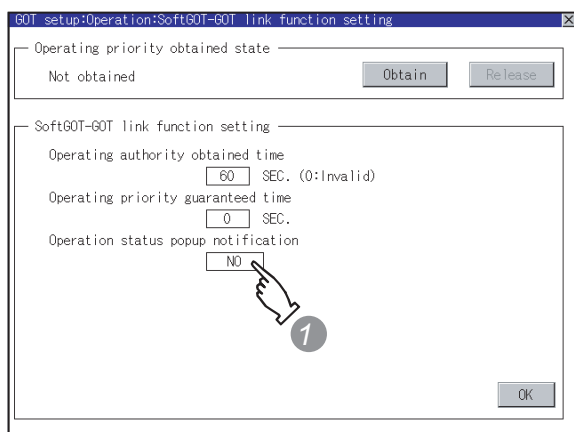 GOT setup:Operation:SoftGOT-GOT link function setting
Operating priority obtained state
Not obtained Obtain Release
SoftGOT-GOT link function setting
Operating authority obtained time
60 SEC. (0:Invalid)
Operating priority guaranteed time
0 SEC.
Operation status popup notification
NO
1
OK